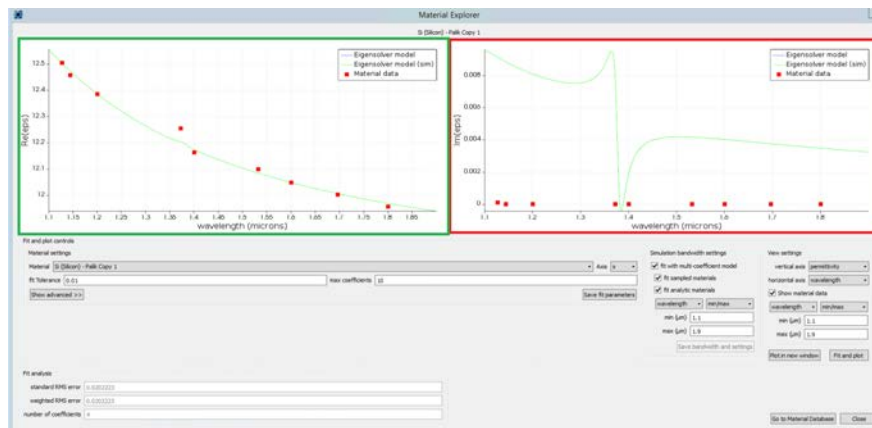 Material Explorer
Si (Silicon) - Palik Copy 1
Eigensolver model
Eigensolver model (sim)
Material data
12.5
12.4
12.3
12.2
12.1
12
Re(eps)
1.1 1.15 1.2 1.25 1.3 1.35 1.4 1.45 1.5 1.55 1.6 1.65 1.7 1.75 1.8 1.85
wavelength (microns)
Eigensolver model
Eigensolver model (sim)
Material data
0.008
0.006
0.004
0.002
0
Im(eps)
1.1 1.2 1.3 1.4 1.5 1.6 1.7 1.8
wavelength (microns)
Fit and plot controls
Material settings
Material Si (Silicon) - Palik Copy 1 Axis x
fit Tolerance 0.01 max coefficients 10
Show advanced >> Save fit parameters
Simulation bandwidth settings
fit with multi-coefficient model
fit sampled materials
fit analytic materials
wavelength min/max
min (μm) 1.1
max (μm) 1.9
Save bandwidth and settings
View settings
vertical axis permittivity
horizontal axis wavelength
Show material data
wavelength min/max
min (μm) 1.1
max (μm) 1.9
Plot in new window Fit and plot
Fit analysis
standard RMS error
weighted RMS error
number of coefficients
Go to Material Database Close